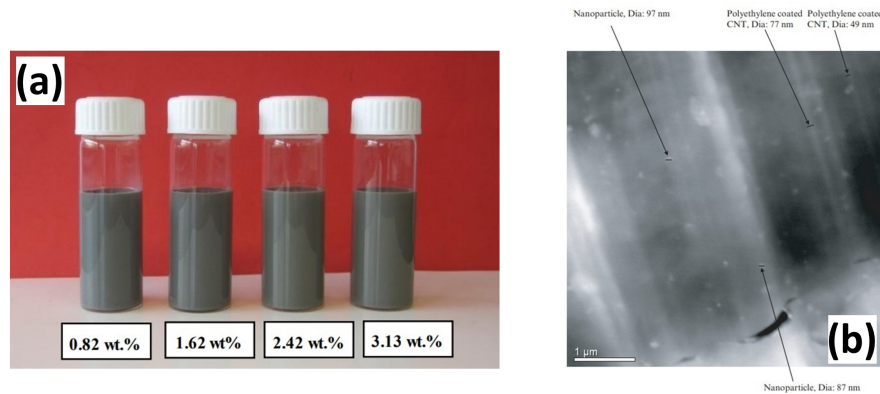 (a)
0.82 wt.%
1.62 wt%
2.42 wt.%
3.13 wt.%
Nanoparticle, Dia: 97 nm
Polyethylene coated
CNT, Dia: 77 nm
Polyethylene coated
CNT, Dia: 49 nm
1 µm
(b)
Nanoparticle, Dia: 87 nm